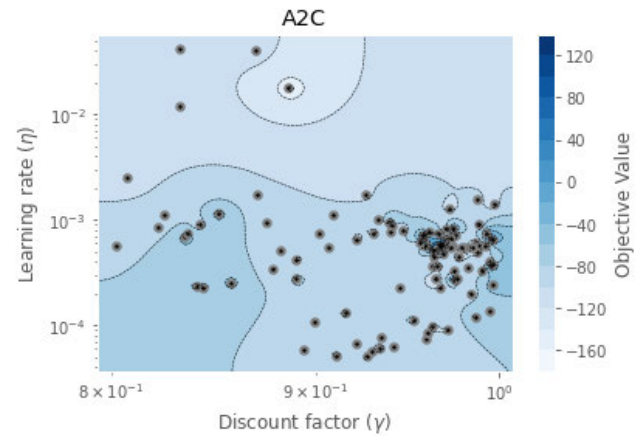 A2C
120
80
40
0
−40
−80
−120
−160
Objective Value
10⁻²
10⁻³
10⁻⁴
Learning rate (η)
8 × 10⁻¹
9 × 10⁻¹
10⁰
Discount factor (γ)